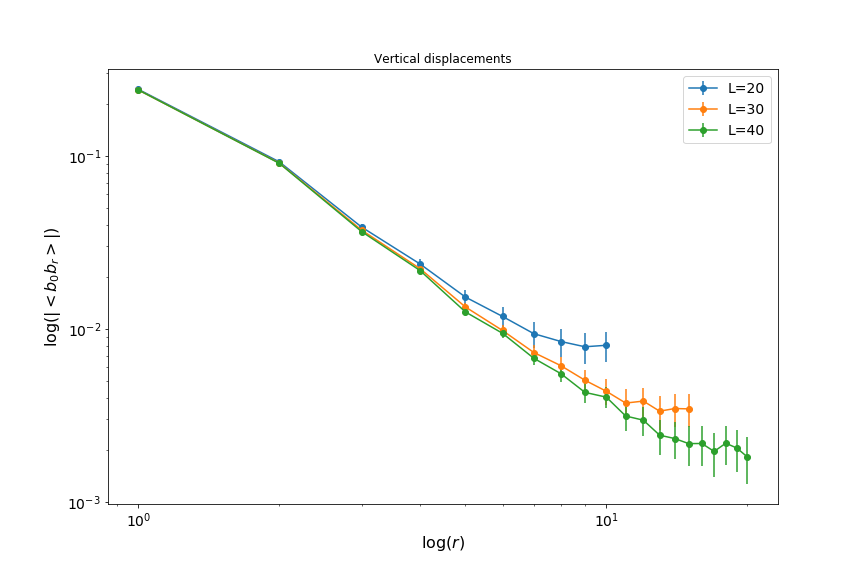 Vertical displacements
L=20
L=30
L=40
log(|< b₀bᵣ >|)
10⁻¹
10⁻²
10⁻³
10⁰
10¹
log(r)